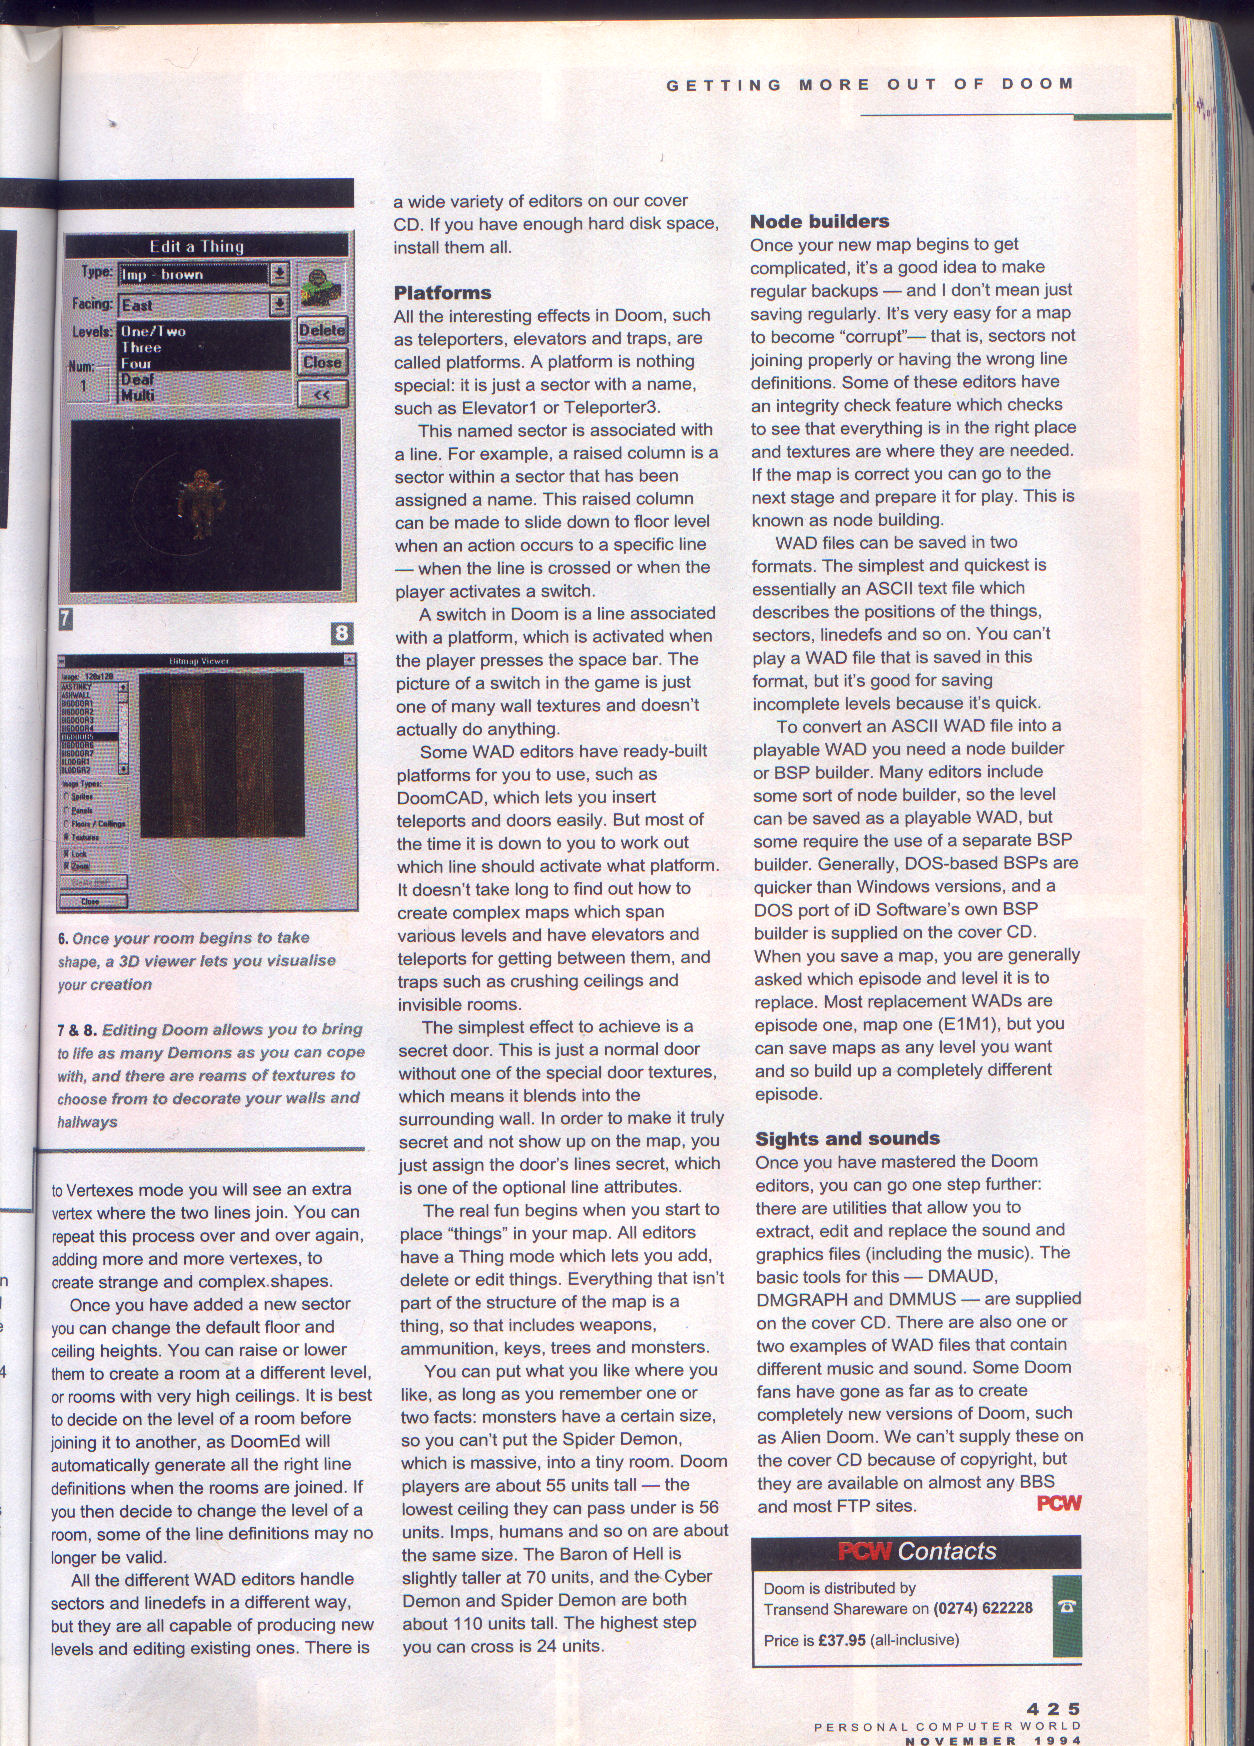 GETTING MORE OUT OF DOOM
Edit a Thing
Type: Imp - brown
Facing: East
Levels: One/Two
Three
Four
Deaf
Multi
Num:
1
Delete
Close
<<
7
8
Bitmap Viewer
Image: 128x128
ASHWALL
BIGDOOR1
BIGDOOR2
BIGDOOR3
BIGDOOR4
BIGDOOR5
BIGDOOR6
BIGDOOR7
Image Types:
Sprites
Panels
Floors / Ceilings
Textures
Lock
Zoom
Close
6. Once your room begins to take
shape, a 3D viewer lets you visualise
your creation
7 & 8. Editing Doom allows you to bring
to life as many Demons as you can cope
with, and there are reams of textures to
choose from to decorate your walls and
hallways
to Vertexes mode you will see an extra
vertex where the two lines join. You can
repeat this process over and over again,
adding more and more vertexes, to
create strange and complex shapes.
Once you have added a new sector
you can change the default floor and
ceiling heights. You can raise or lower
them to create a room at a different level,
or rooms with very high ceilings. It is best
to decide on the level of a room before
joining it to another, as DoomEd will
automatically generate all the right line
definitions when the rooms are joined. If
you then decide to change the level of a
room, some of the line definitions may no
longer be valid.
All the different WAD editors handle
sectors and linedefs in a different way,
but they are all capable of producing new
levels and editing existing ones. There is
a wide variety of editors on our cover
CD. If you have enough hard disk space,
install them all.
Platforms
All the interesting effects in Doom, such
as teleporters, elevators and traps, are
called platforms. A platform is nothing
special: it is just a sector with a name,
such as Elevator1 or Teleporter3.
This named sector is associated with
a line. For example, a raised column is a
sector within a sector that has been
assigned a name. This raised column
can be made to slide down to floor level
when an action occurs to a specific line
— when the line is crossed or when the
player activates a switch.
A switch in Doom is a line associated
with a platform, which is activated when
the player presses the space bar. The
picture of a switch in the game is just
one of many wall textures and doesn't
actually do anything.
Some WAD editors have ready-built
platforms for you to use, such as
DoomCAD, which lets you insert
teleports and doors easily. But most of
the time it is down to you to work out
which line should activate what platform.
It doesn't take long to find out how to
create complex maps which span
various levels and have elevators and
teleports for getting between them, and
traps such as crushing ceilings and
invisible rooms.
The simplest effect to achieve is a
secret door. This is just a normal door
without one of the special door textures,
which means it blends into the
surrounding wall. In order to make it truly
secret and not show up on the map, you
just assign the door's lines secret, which
is one of the optional line attributes.
The real fun begins when you start to
place “things” in your map. All editors
have a Thing mode which lets you add,
delete or edit things. Everything that isn't
part of the structure of the map is a
thing, so that includes weapons,
ammunition, keys, trees and monsters.
You can put what you like where you
like, as long as you remember one or
two facts: monsters have a certain size,
so you can't put the Spider Demon,
which is massive, into a tiny room. Doom
players are about 55 units tall — the
lowest ceiling they can pass under is 56
units. Imps, humans and so on are about
the same size. The Baron of Hell is
slightly taller at 70 units, and the Cyber
Demon and Spider Demon are both
about 110 units tall. The highest step
you can cross is 24 units.
Node builders
Once your new map begins to get
complicated, it's a good idea to make
regular backups — and I don't mean just
saving regularly. It's very easy for a map
to become “corrupt”— that is, sectors not
joining properly or having the wrong line
definitions. Some of these editors have
an integrity check feature which checks
to see that everything is in the right place
and textures are where they are needed.
If the map is correct you can go to the
next stage and prepare it for play. This is
known as node building.
WAD files can be saved in two
formats. The simplest and quickest is
essentially an ASCII text file which
describes the positions of the things,
sectors, linedefs and so on. You can't
play a WAD file that is saved in this
format, but it's good for saving
incomplete levels because it's quick.
To convert an ASCII WAD file into a
playable WAD you need a node builder
or BSP builder. Many editors include
some sort of node builder, so the level
can be saved as a playable WAD, but
some require the use of a separate BSP
builder. Generally, DOS-based BSPs are
quicker than Windows versions, and a
DOS port of iD Software's own BSP
builder is supplied on the cover CD.
When you save a map, you are generally
asked which episode and level it is to
replace. Most replacement WADs are
episode one, map one (E1M1), but you
can save maps as any level you want
and so build up a completely different
episode.
Sights and sounds
Once you have mastered the Doom
editors, you can go one step further:
there are utilities that allow you to
extract, edit and replace the sound and
graphics files (including the music). The
basic tools for this — DMAUD,
DMGRAPH and DMMUS — are supplied
on the cover CD. There are also one or
two examples of WAD files that contain
different music and sound. Some Doom
fans have gone as far as to create
completely new versions of Doom, such
as Alien Doom. We can't supply these on
the cover CD because of copyright, but
they are available on almost any BBS
and most FTP sites. PCW
PCW Contacts
Doom is distributed by
Transend Shareware on (0274) 622228
Price is £37.95 (all-inclusive)
425
PERSONAL COMPUTER WORLD
NOVEMBER 1994